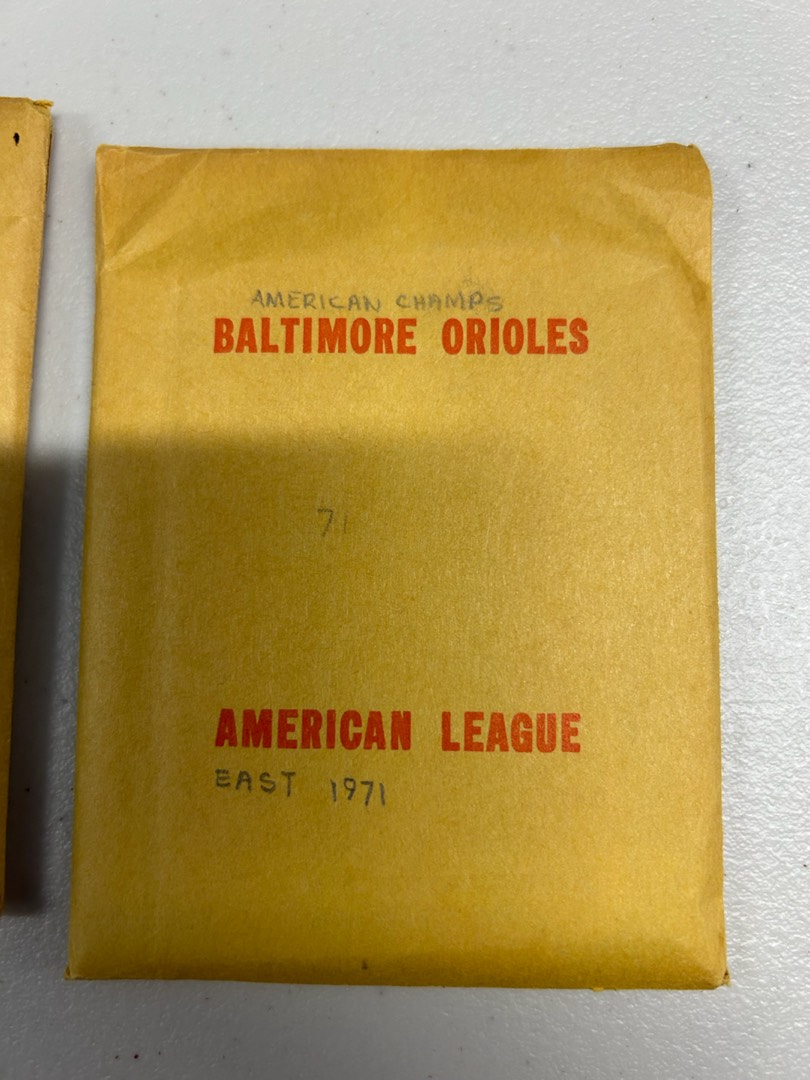 AMERICAN CHAMPS
BALTIMORE ORIOLES
71
AMERICAN LEAGUE
EAST 1971